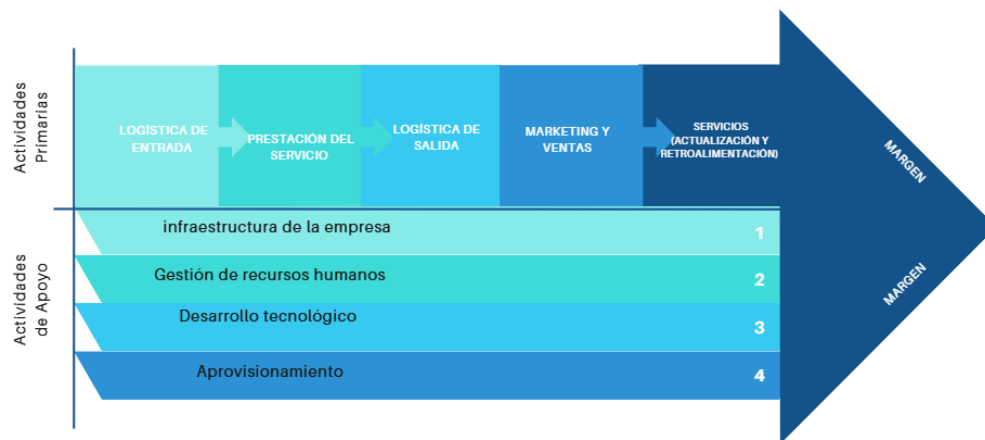 Actividades
Primarias
LOGÍSTICA DE
ENTRADA
PRESTACIÓN DEL
SERVICIO
LOGÍSTICA DE
SALIDA
MARKETING Y
VENTAS
SERVICIOS
(ACTUALIZACIÓN Y
RETROALIMENTACIÓN)
MARGEN
Actividades
de Apoyo
infraestructura de la empresa
1
Gestión de recursos humanos
2
Desarrollo tecnológico
3
Aprovisionamiento
4
MARGEN